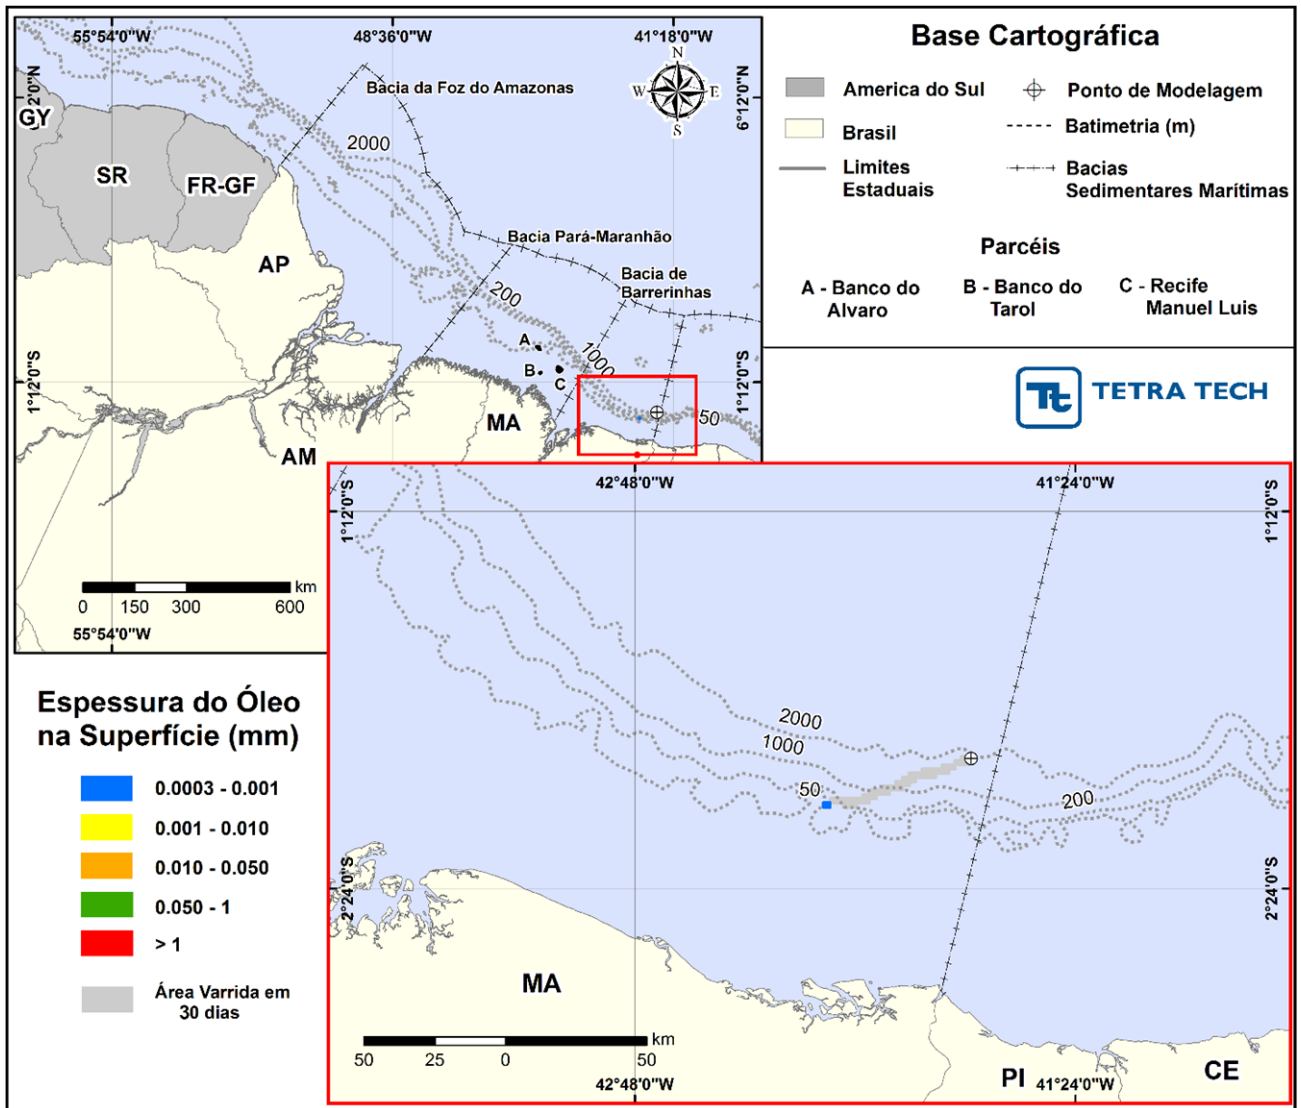 55°54'0"W
48°36'0"W
41°18'0"W
N
W
E
S
Bacia da Foz do Amazonas
2000
GY
SR
FR-GF
AP
Bacia Pará-Maranhão
Bacia de
Barrerinhas
200
1000
A
B
C
50
MA
AM
1°12'0"S
1°12'0"S
6°12'0"N
km
0 150 300 600
55°54'0"W
Base Cartográfica
America do Sul
Brasil
Limites
Estaduais
Ponto de Modelagem
Batimetria (m)
Bacias
Sedimentares Marítimas
Parcéis
A - Banco do
Alvaro
B - Banco do
Tarol
C - Recife
Manuel Luis
Tt
TETRA TECH
42°48'0"W
41°24'0"W
1°12'0"S
1°12'0"S
2000
1000
50
200
2°24'0"S
2°24'0"S
MA
PI
CE
km
50 25 0 50
42°48'0"W
41°24'0"W
Espessura do Óleo
na Superfície (mm)
0.0003 - 0.001
0.001 - 0.010
0.010 - 0.050
0.050 - 1
> 1
Área Varrida em
30 dias